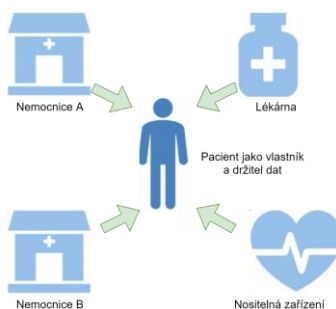 Nemocnice A
Lékárna
Pacient jako vlastník
a držitel dat
Nemocnice B
Nositelná zařízení